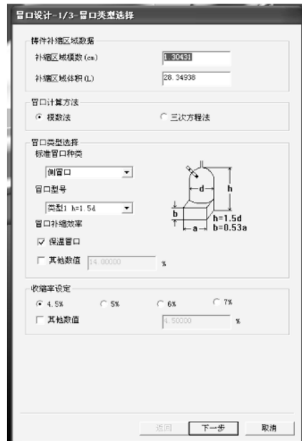 冒口设计-1/3-冒口类型选择
铸件补缩区域数据
补缩区域模数(cm)
1.30431
补缩区域体积(L)
28.34938
冒口计算方法
模数法
三次方程法
冒口类型选择
标准冒口种类
侧冒口
冒口型号
类型1 h=1.5d
冒口补缩效率
保温冒口
其他数值
14.00000
%
d
h
b
a
h=1.5d
b=0.53a
收缩率设定
4.5%
5%
6%
7%
其他数值
4.50000
%
返回
下一步
取消